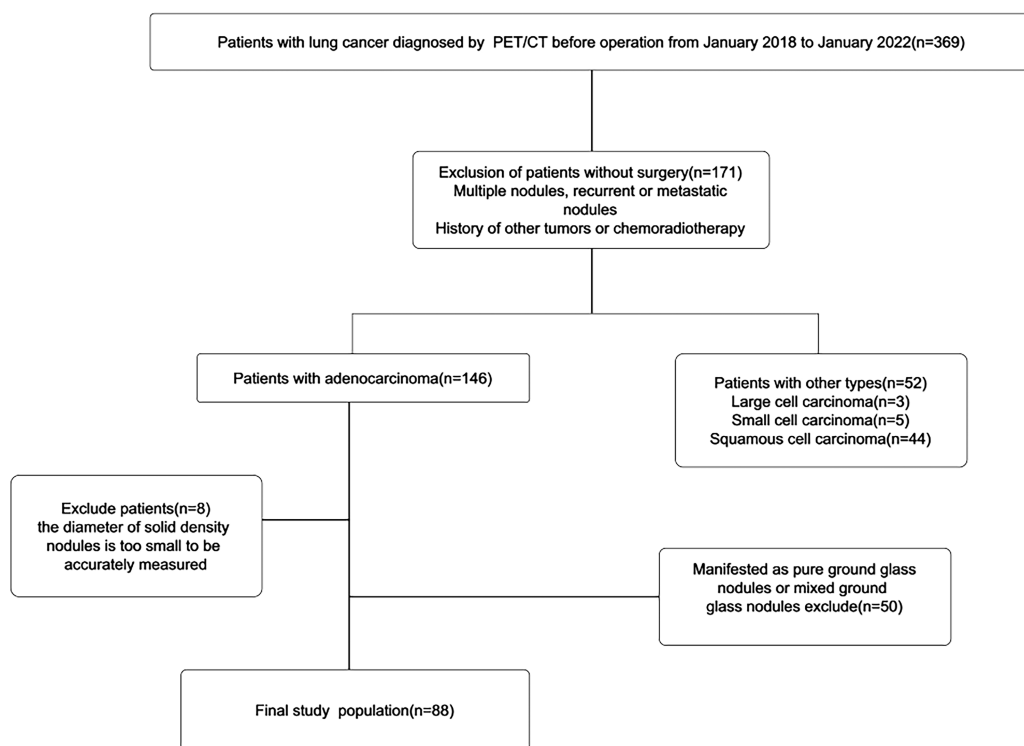 Patients with lung cancer diagnosed by PET/CT before operation from January 2018 to January 2022(n=369)
Exclusion of patients without surgery(n=171)
Multiple nodules, recurrent or metastatic
nodules
History of other tumors or chemoradiotherapy
Patients with adenocarcinoma(n=146)
Patients with other types(n=52)
Large cell carcinoma(n=3)
Small cell carcinoma(n=5)
Squamous cell carcinoma(n=44)
Exclude patients(n=8)
the diameter of solid density
nodules is too small to be
accurately measured
Manifested as pure ground glass
nodules or mixed ground
glass nodules exclude(n=50)
Final study population(n=88)